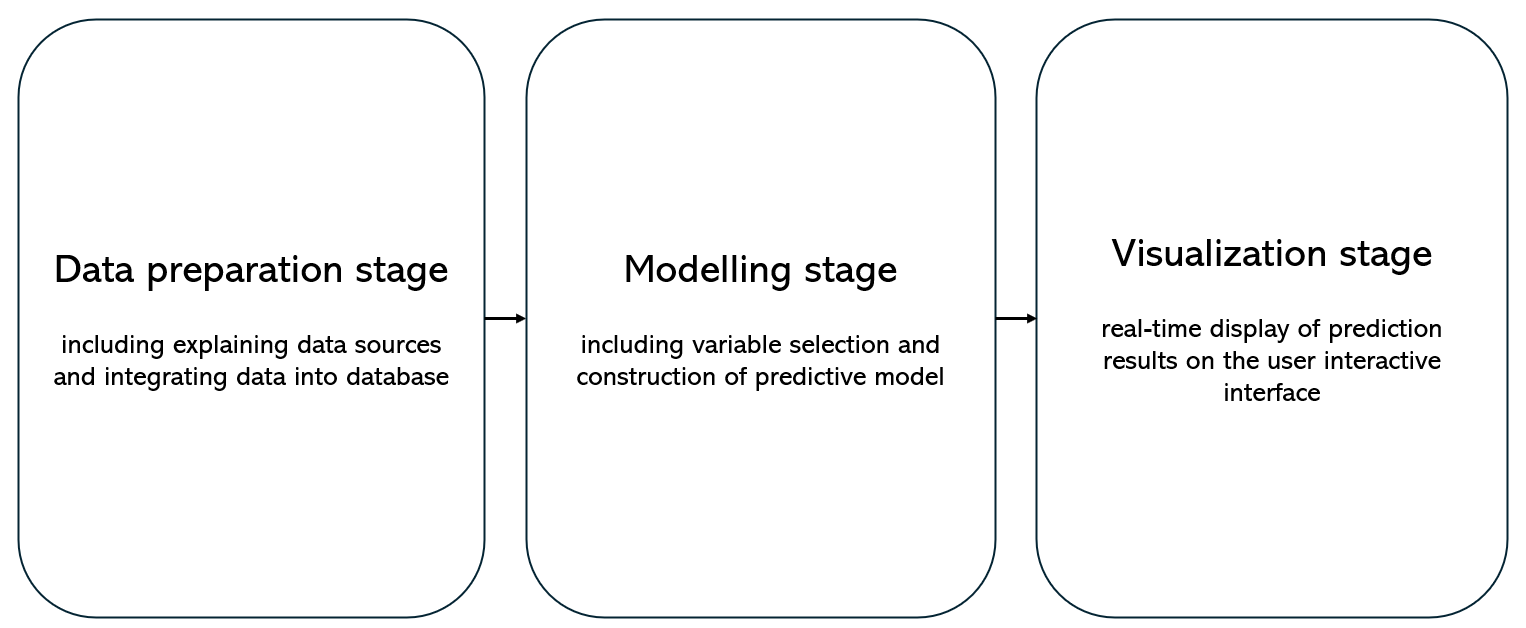 Data preparation stage
including explaining data sources
and integrating data into database
Modelling stage
including variable selection and
construction of predictive model
Visualization stage
real-time display of prediction
results on the user interactive
interface